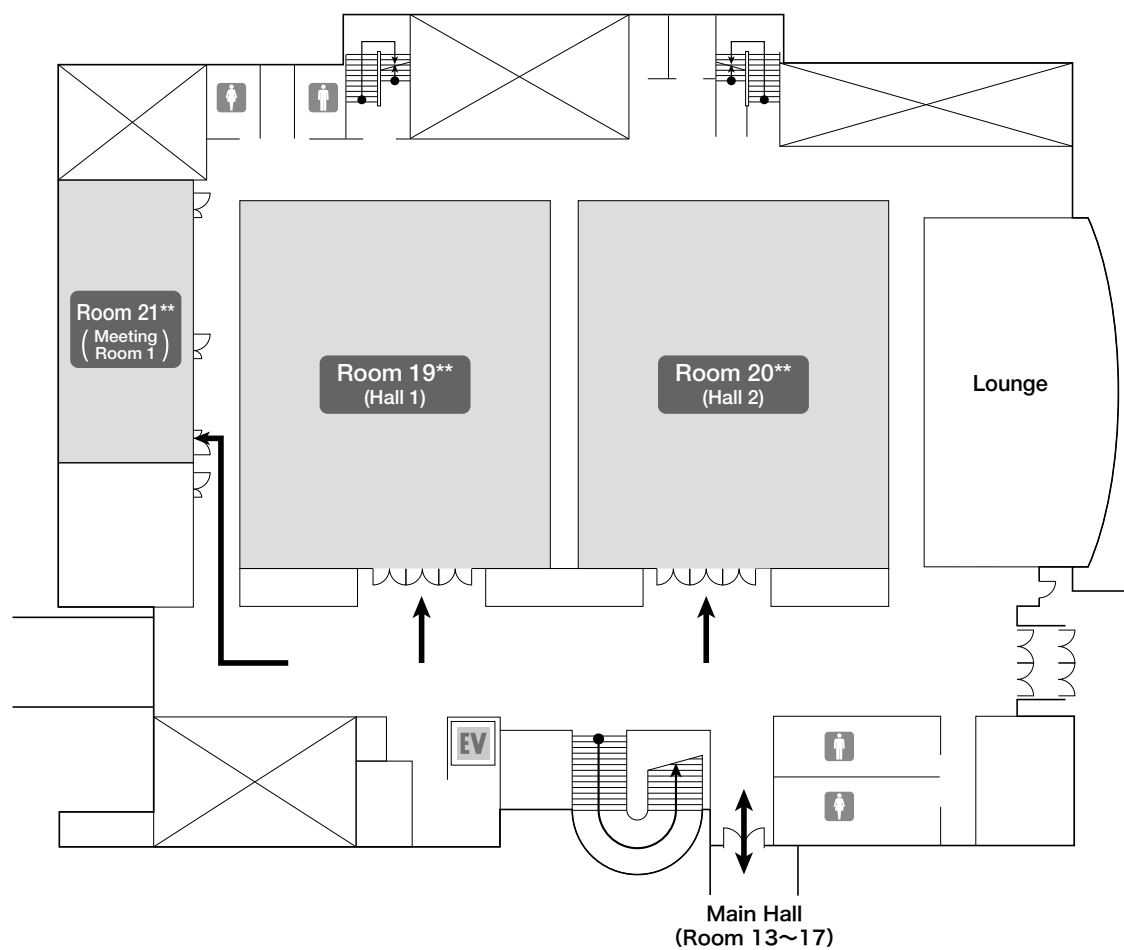 Room 21**
( Meeting
Room 1 )
Room 19**
(Hall 1)
Room 20**
(Hall 2)
Lounge
EV
Main Hall
(Room 13～17)